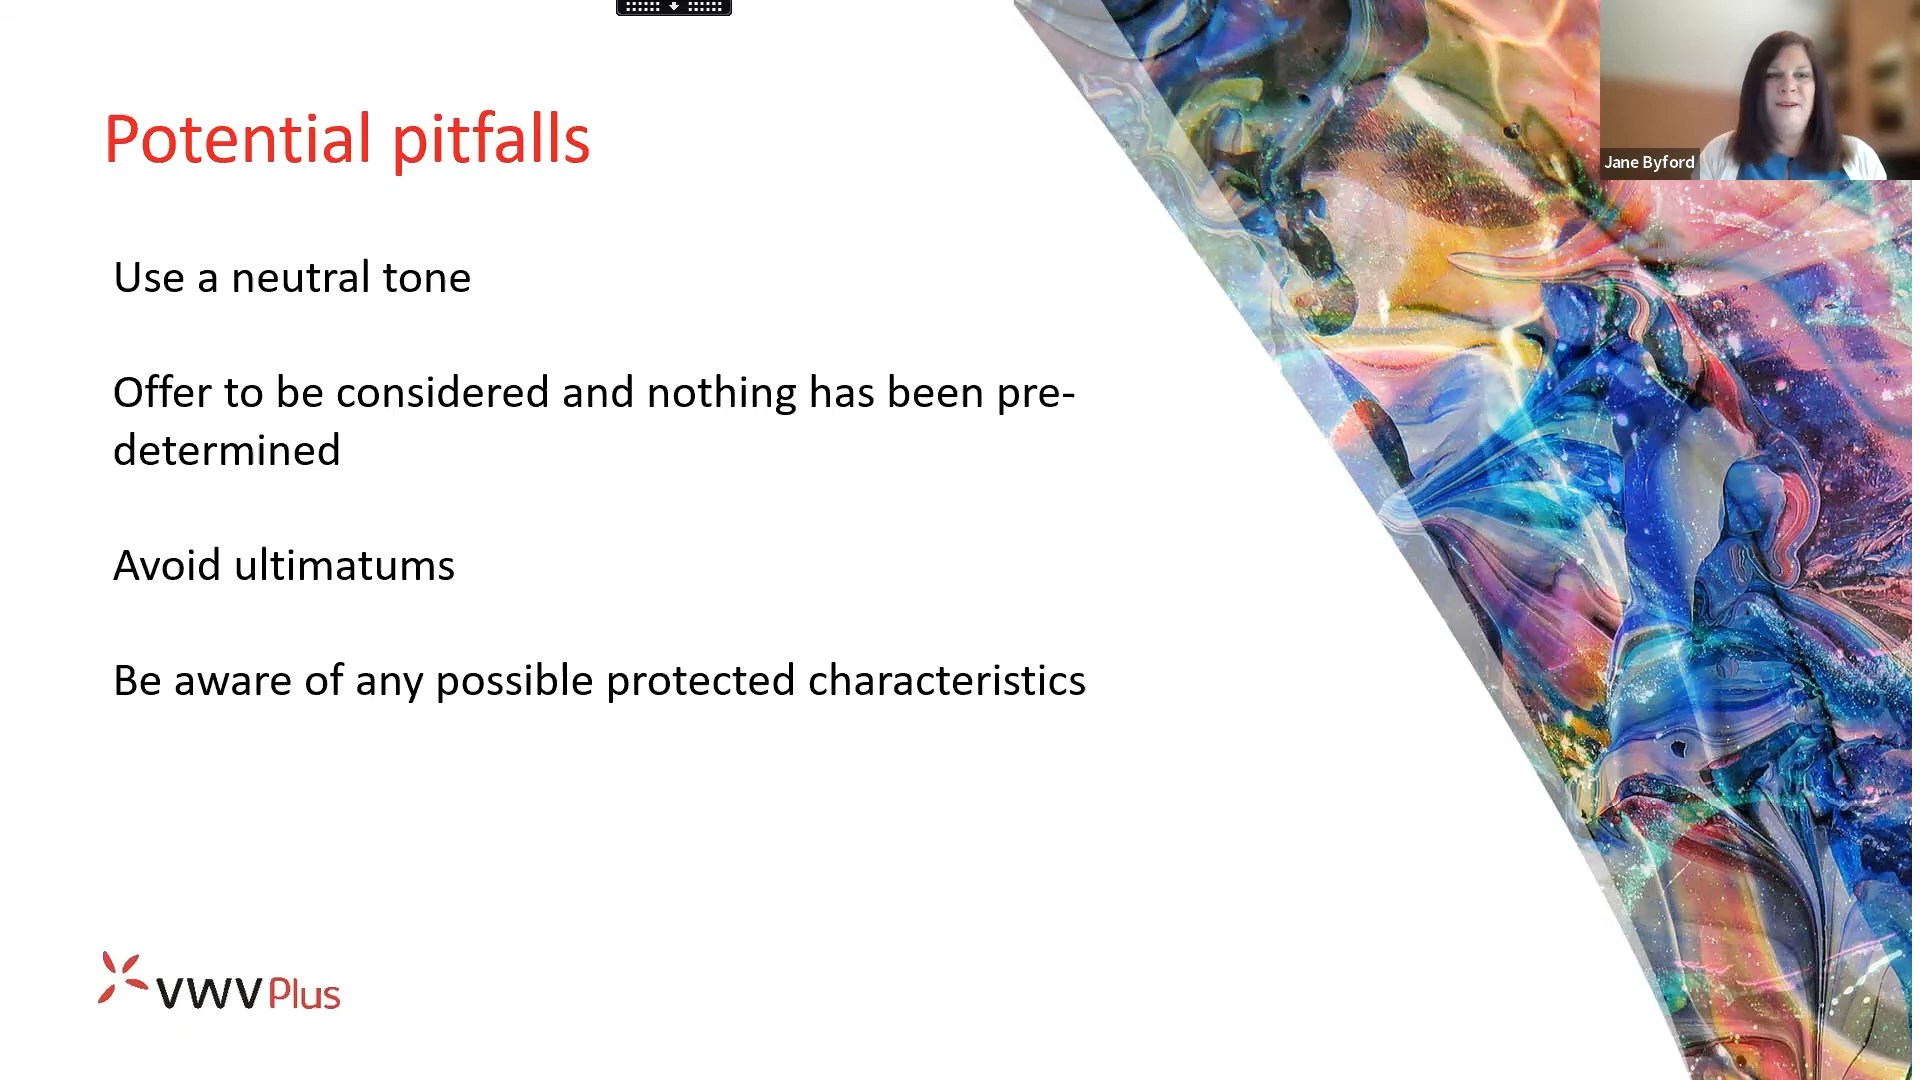 Potential pitfalls
Jane Byford
Use a neutral tone
Offer to be considered and nothing has been pre-
determined
Avoid ultimatums
Be aware of any possible protected characteristics
VWV Plus